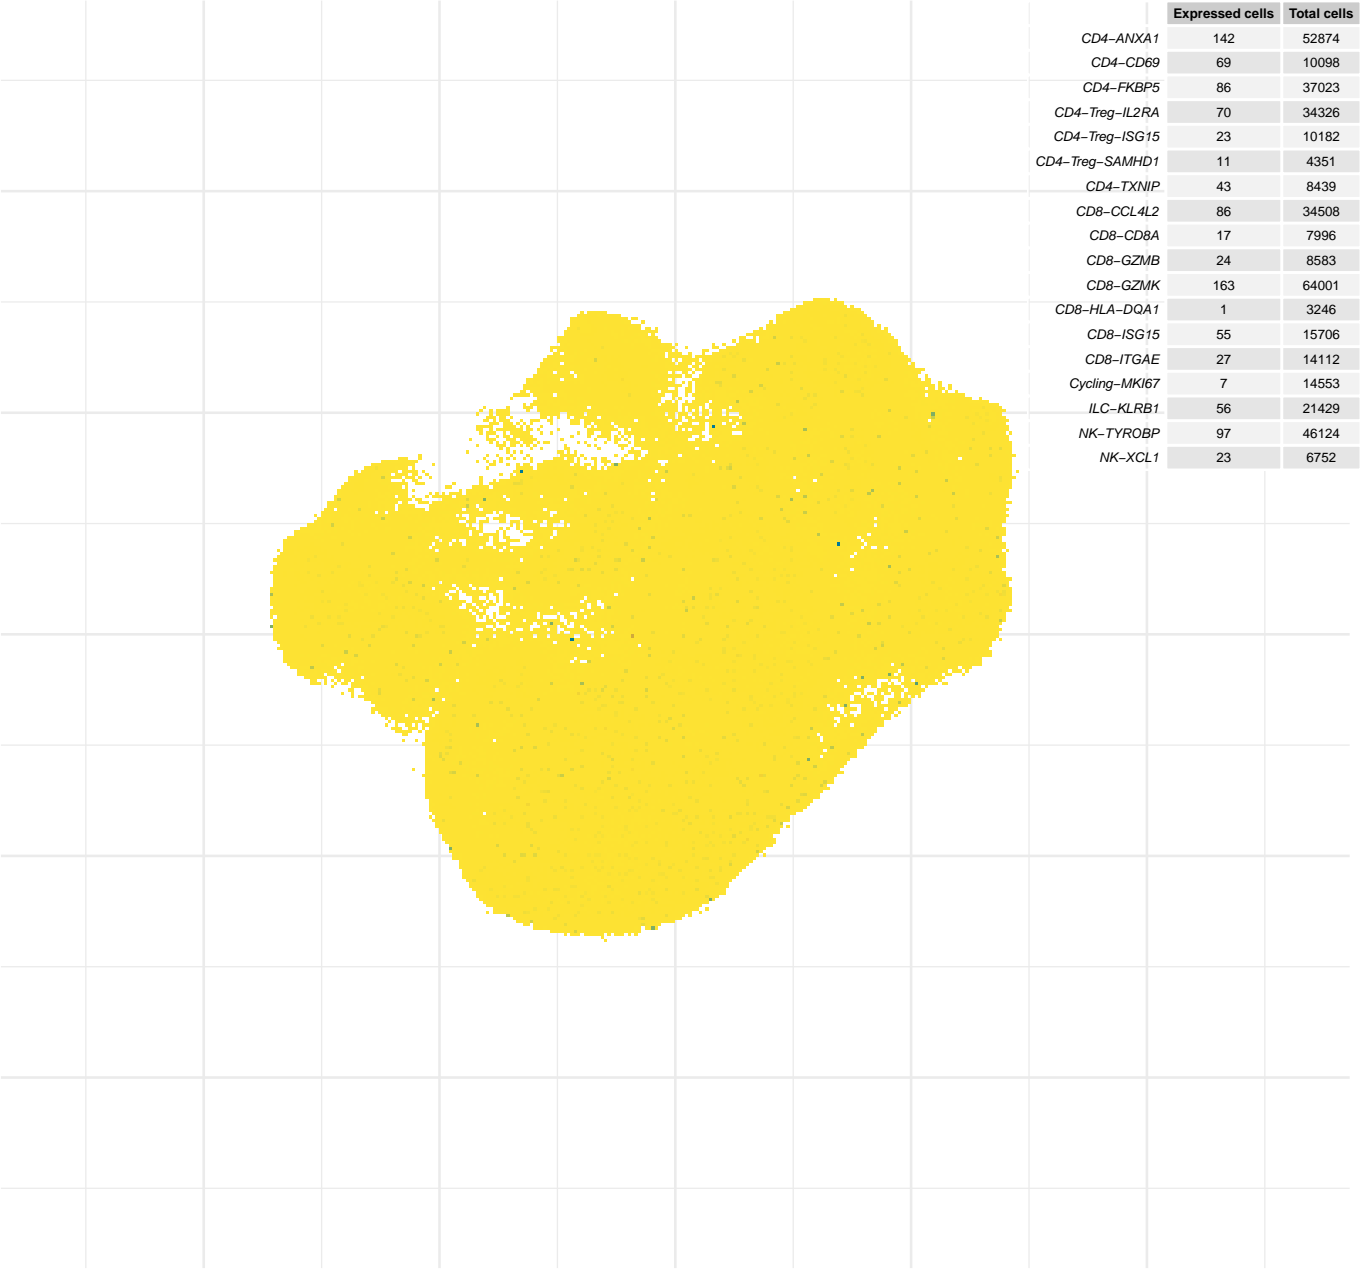 Expressed cells Total cells
CD4−ANXA1 142 52874
CD4−CD69 69 10098
CD4−FKBP5 86 37023
CD4−Treg−IL2RA 70 34326
CD4−Treg−ISG15 23 10182
CD4−Treg−SAMHD1 11 4351
CD4−TXNIP 43 8439
CD8−CCL4L2 86 34508
CD8−CD8A 17 7996
CD8−GZMB 24 8583
CD8−GZMK 163 64001
CD8−HLA−DQA1 1 3246
CD8−ISG15 55 15706
CD8−ITGAE 27 14112
Cycling−MKI67 7 14553
ILC−KLRB1 56 21429
NK−TYROBP 97 46124
NK−XCL1 23 6752